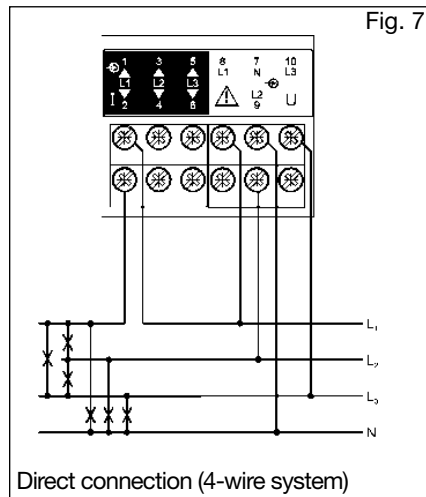 Fig. 7
1 3 5 8 7 10
L1 N L3
L1 L2 L3
I 2 4 6 L2 U
9
L1
L2
L3
N
Direct connection (4-wire system)